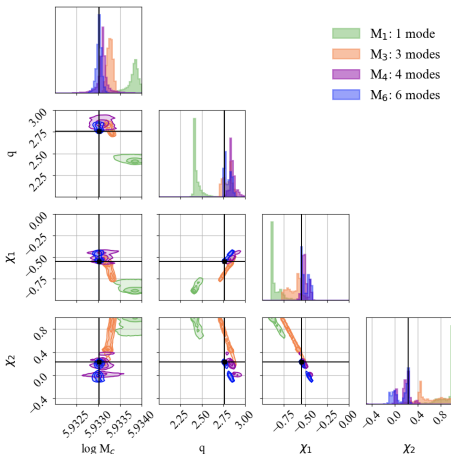 M₁: 1 mode
M₃: 3 modes
M₄: 4 modes
M₆: 6 modes
q
3.00
2.75
2.50
2.25
χ₁
0.00
−0.25
−0.50
−0.75
χ₂
0.8
0.4
0.0
−0.4
5.9325 5.9330 5.9335 5.9340
2.25 2.50 2.75 3.00
−0.75 −0.50 −0.25 0.00
−0.4 0.0 0.4 0.8
log M_c q χ₁ χ₂